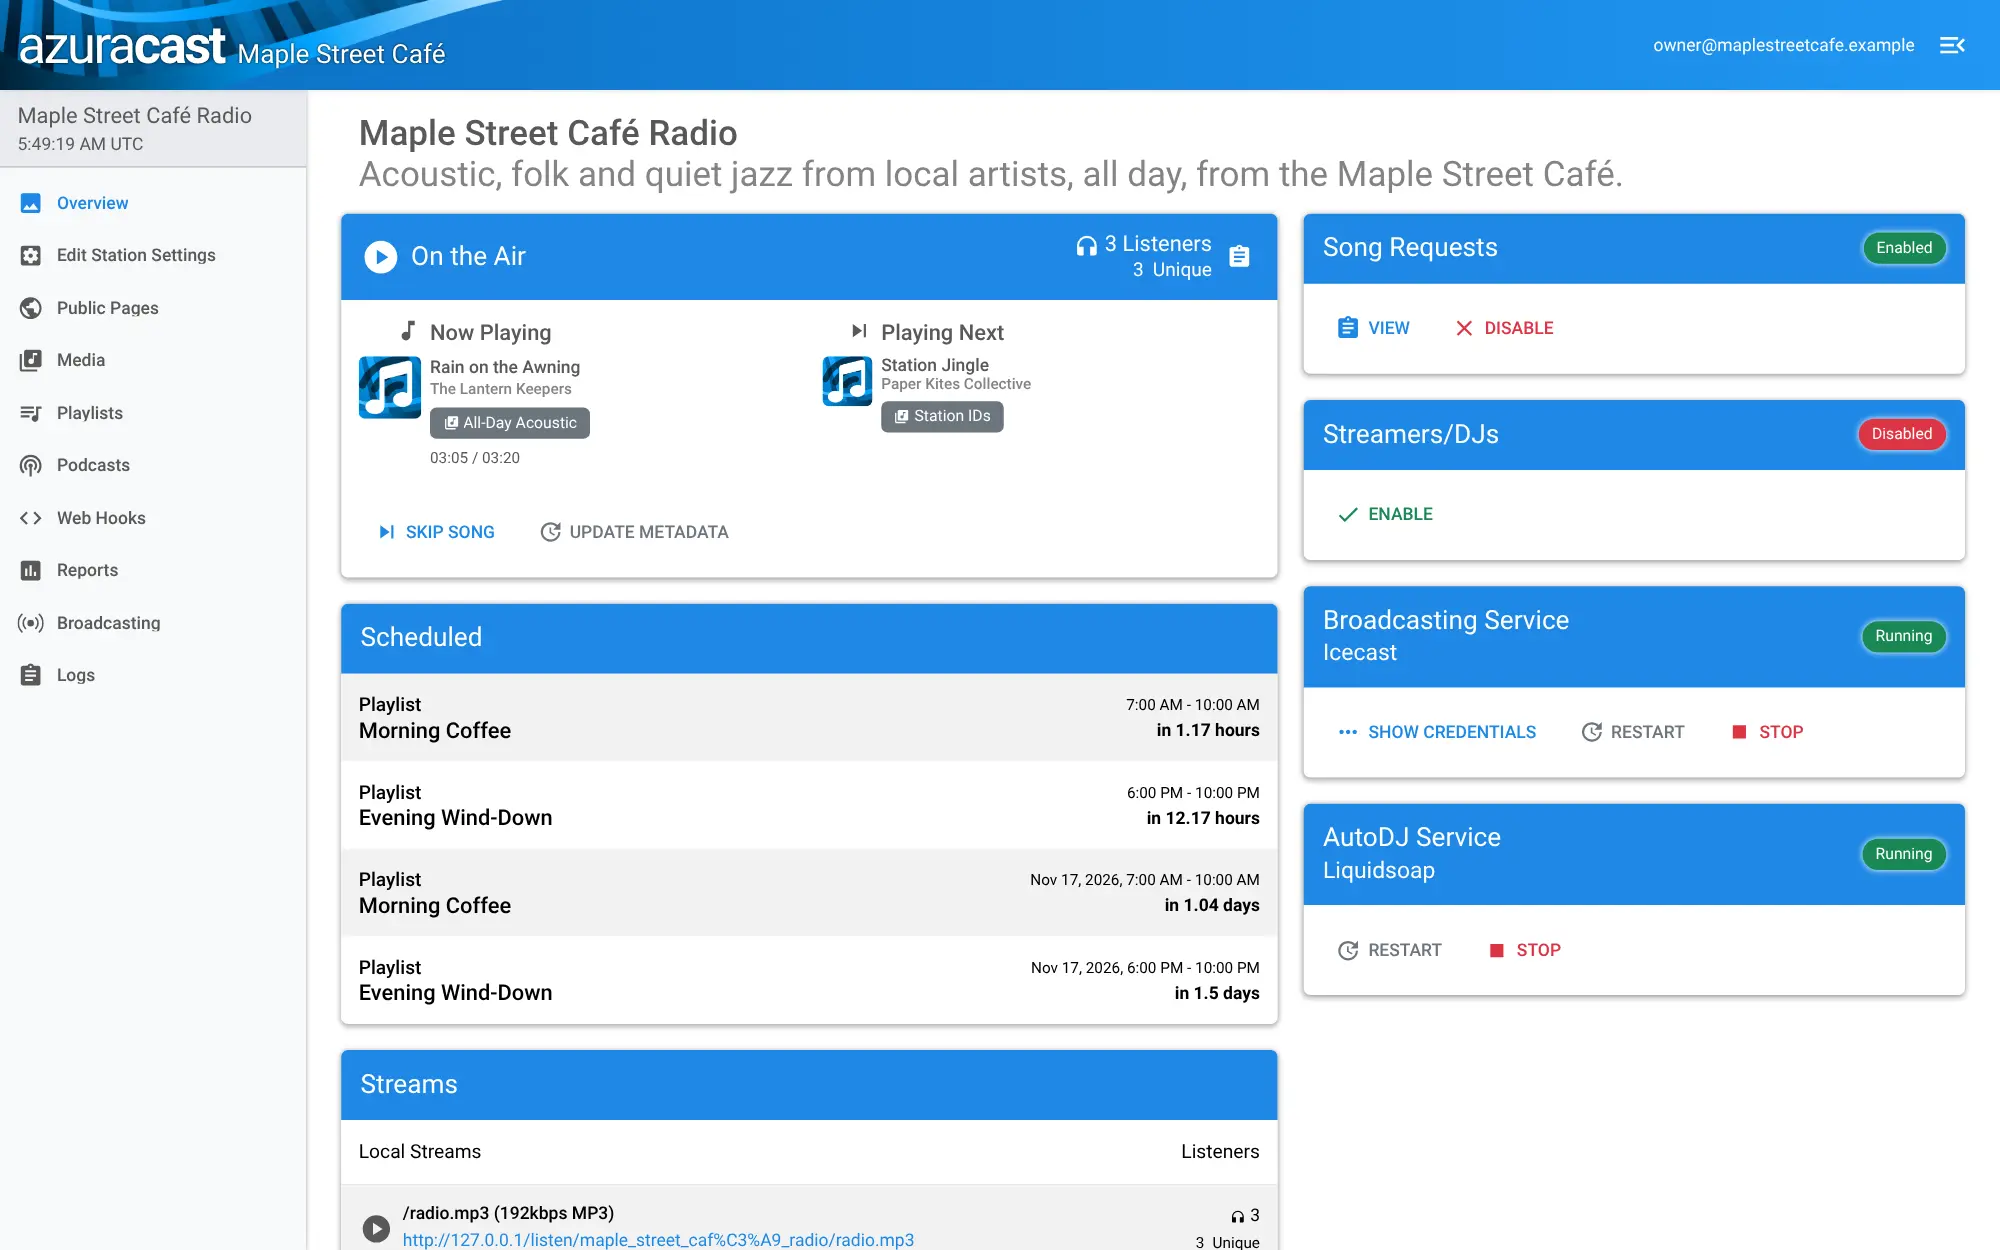 azuracast Maple Street Café
owner@maplestreetcafe.example
Maple Street Café Radio
5:49:19 AM UTC
Overview
Edit Station Settings
Public Pages
Media
Playlists
Podcasts
Web Hooks
Reports
Broadcasting
Logs
Maple Street Café Radio
Acoustic, folk and quiet jazz from local artists, all day, from the Maple Street Café.
On the Air
3 Listeners
3 Unique
Now Playing
Rain on the Awning
The Lantern Keepers
All-Day Acoustic
03:05 / 03:20
Playing Next
Station Jingle
Paper Kites Collective
Station IDs
SKIP SONG
UPDATE METADATA
Scheduled
Playlist
7:00 AM - 10:00 AM
Morning Coffee
in 1.17 hours
Playlist
6:00 PM - 10:00 PM
Evening Wind-Down
in 12.17 hours
Playlist
Nov 17, 2026, 7:00 AM - 10:00 AM
Morning Coffee
in 1.04 days
Playlist
Nov 17, 2026, 6:00 PM - 10:00 PM
Evening Wind-Down
in 1.5 days
Streams
Local Streams
Listeners
/radio.mp3 (192kbps MP3)
3
http://127.0.0.1/listen/maple_street_caf%C3%A9_radio/radio.mp3
3 Unique
Song Requests
Enabled
VIEW
DISABLE
Streamers/DJs
Disabled
ENABLE
Broadcasting Service
Icecast
Running
SHOW CREDENTIALS
RESTART
STOP
AutoDJ Service
Liquidsoap
Running
RESTART
STOP